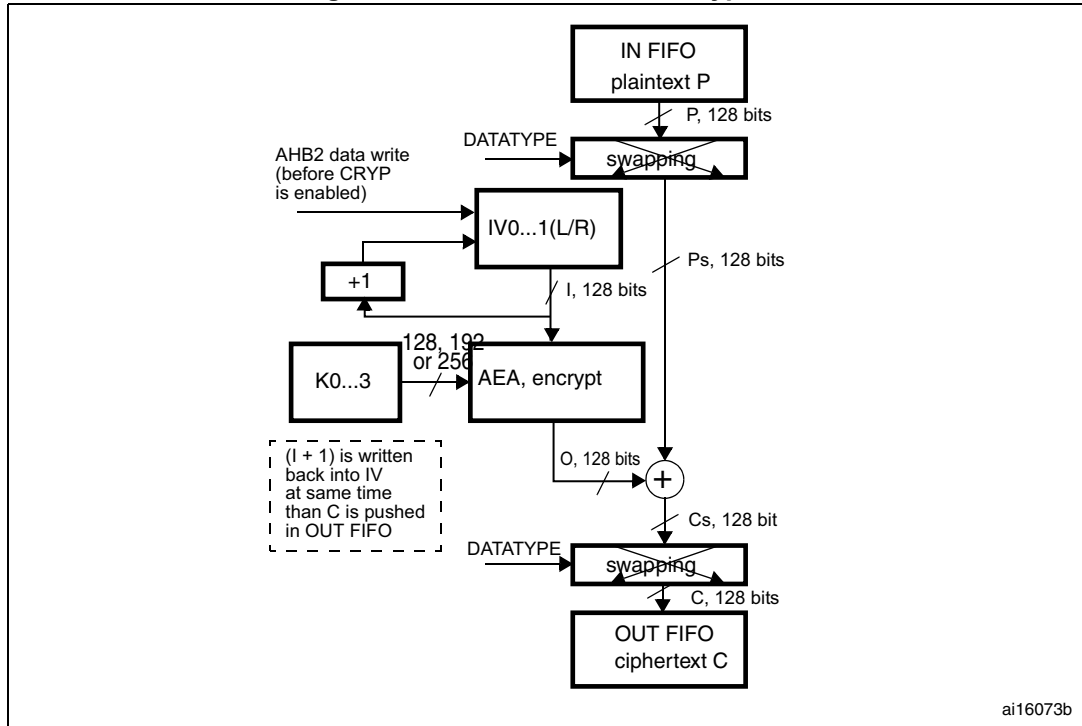 IN FIFO
plaintext P
P, 128 bits
DATATYPE
swapping
AHB2 data write
(before CRYP
is enabled)
IV0...1(L/R)
Ps, 128 bits
+1
I, 128 bits
128, 192
or 256
K0...3
AEA, encrypt
(I + 1) is written
back into IV
at same time
than C is pushed
in OUT FIFO
O, 128 bits
+
Cs, 128 bit
DATATYPE
swapping
C, 128 bits
OUT FIFO
ciphertext C
ai16073b